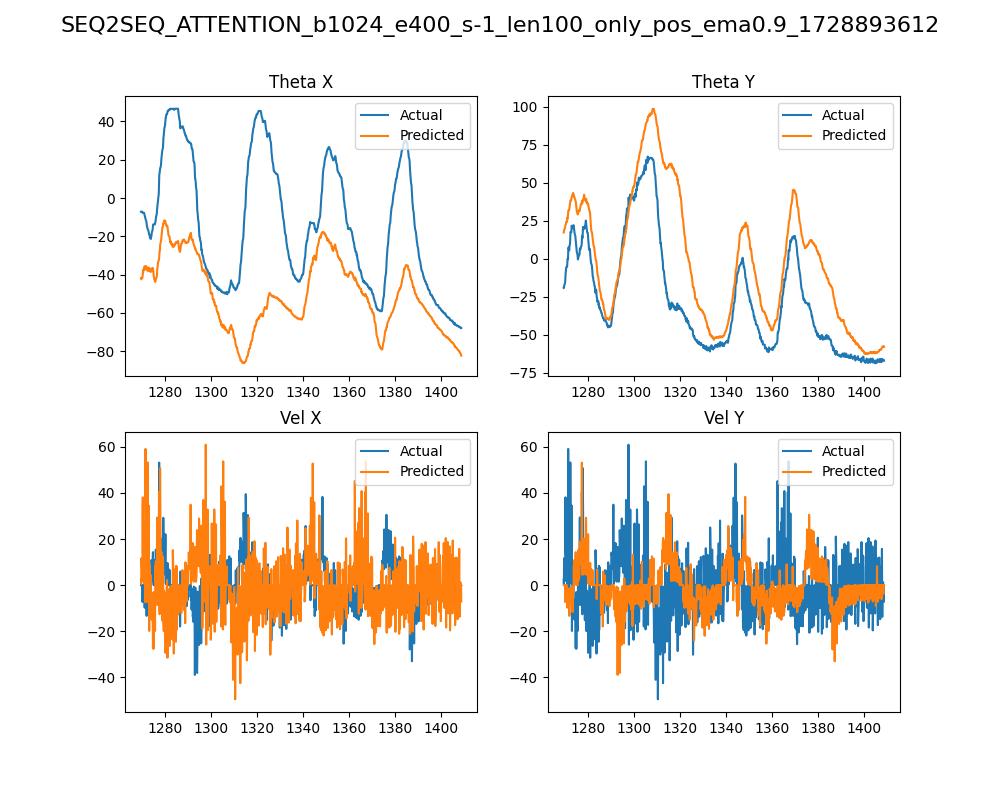 SEQ2SEQ_ATTENTION_b1024_e400_s-1_len100_only_pos_ema0.9_1728893612
Theta X
Actual
Predicted
40
20
0
−20
−40
−60
−80
1280 1300 1320 1340 1360 1380 1400
Theta Y
Actual
Predicted
100
75
50
25
0
−25
−50
−75
1280 1300 1320 1340 1360 1380 1400
Vel X
Actual
Predicted
60
40
20
0
−20
−40
1280 1300 1320 1340 1360 1380 1400
Vel Y
Actual
Predicted
60
40
20
0
−20
−40
1280 1300 1320 1340 1360 1380 1400